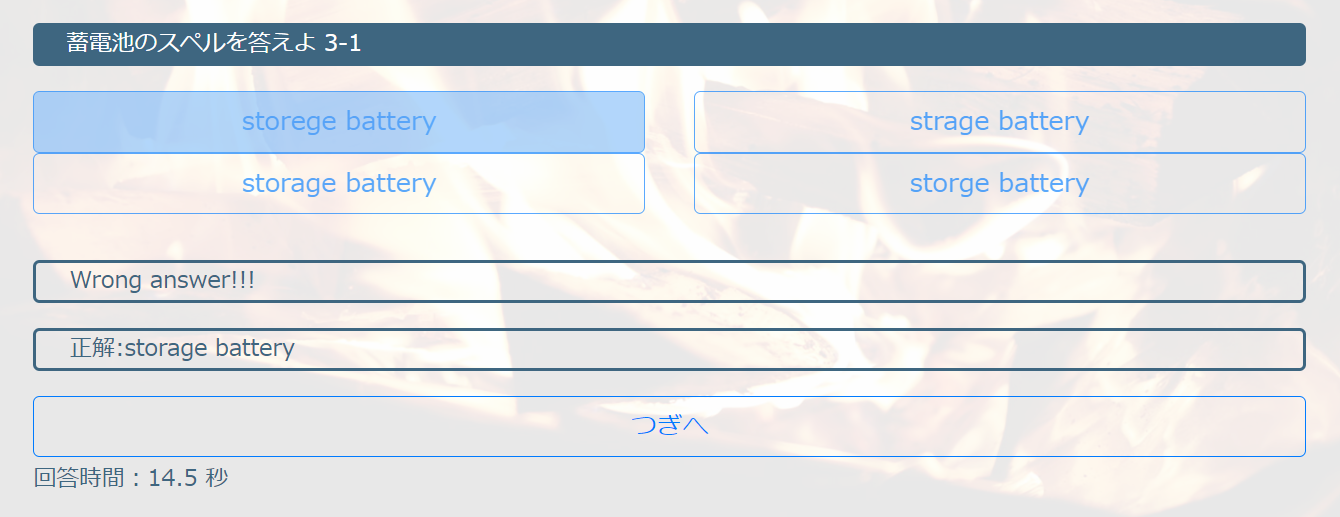 蓄電池のスペルを答えよ 3-1
storege battery
strage battery
storage battery
storge battery
Wrong answer!!!
正解:storage battery
つぎへ
回答時間：14.5 秒